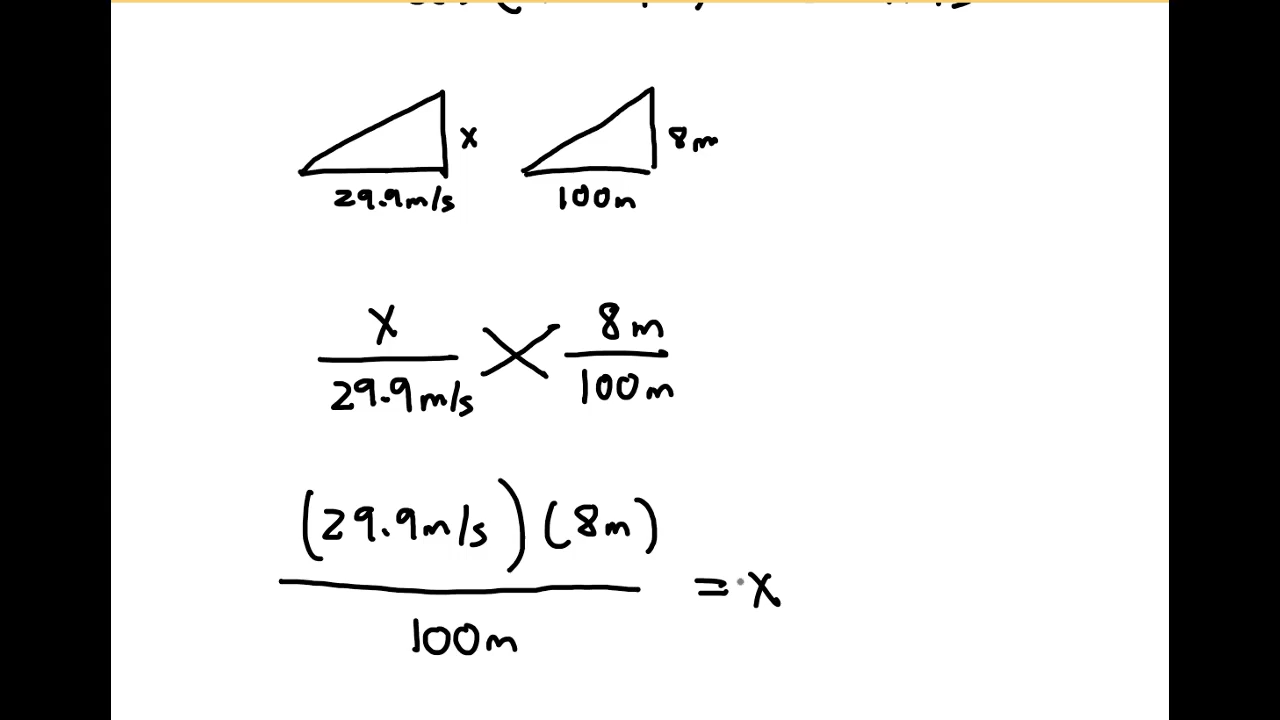 x
8m
29.9m/s
100m
x
8m
29.9m/s
100m
(29.9m/s)(8m)
= x
100m